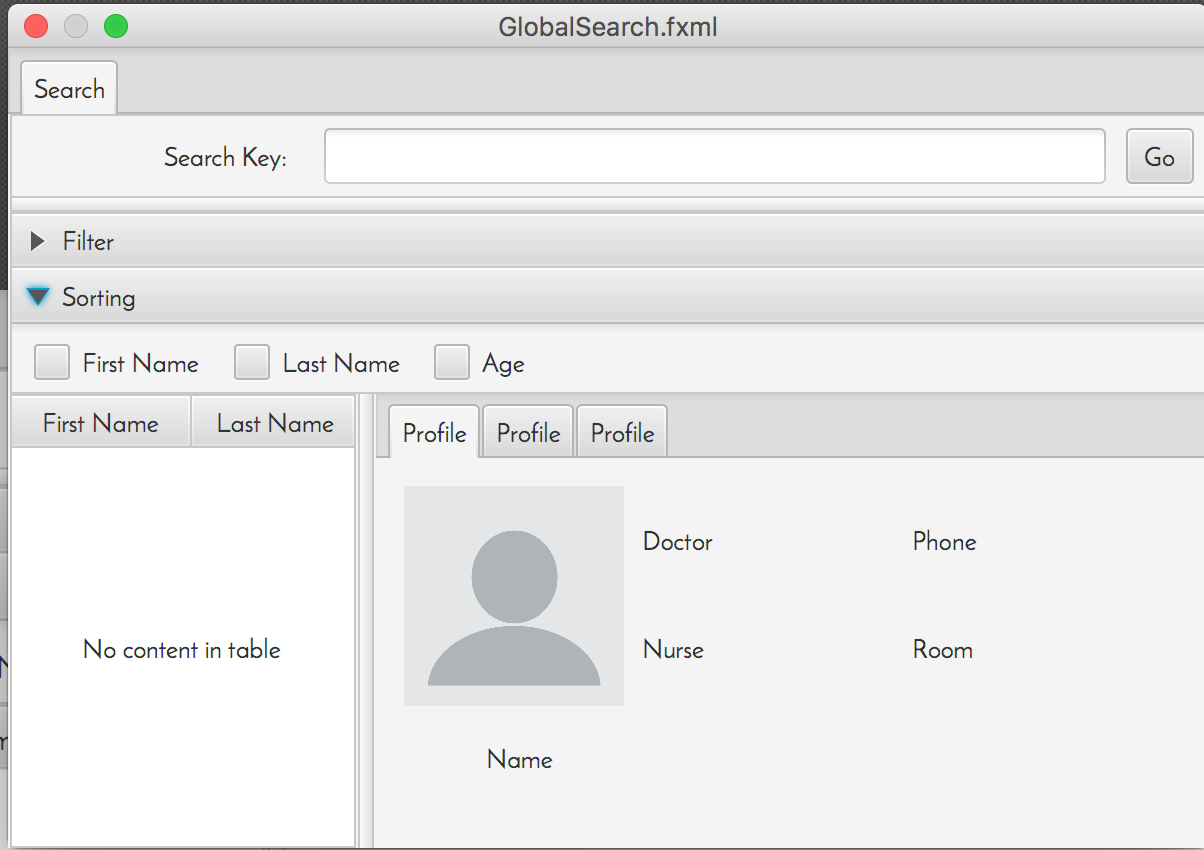 GlobalSearch.fxml
Search
Search Key:
Go
Filter
Sorting
First Name Last Name Age
First Name Last Name
Profile Profile Profile
Doctor Phone
No content in table
Nurse Room
Name